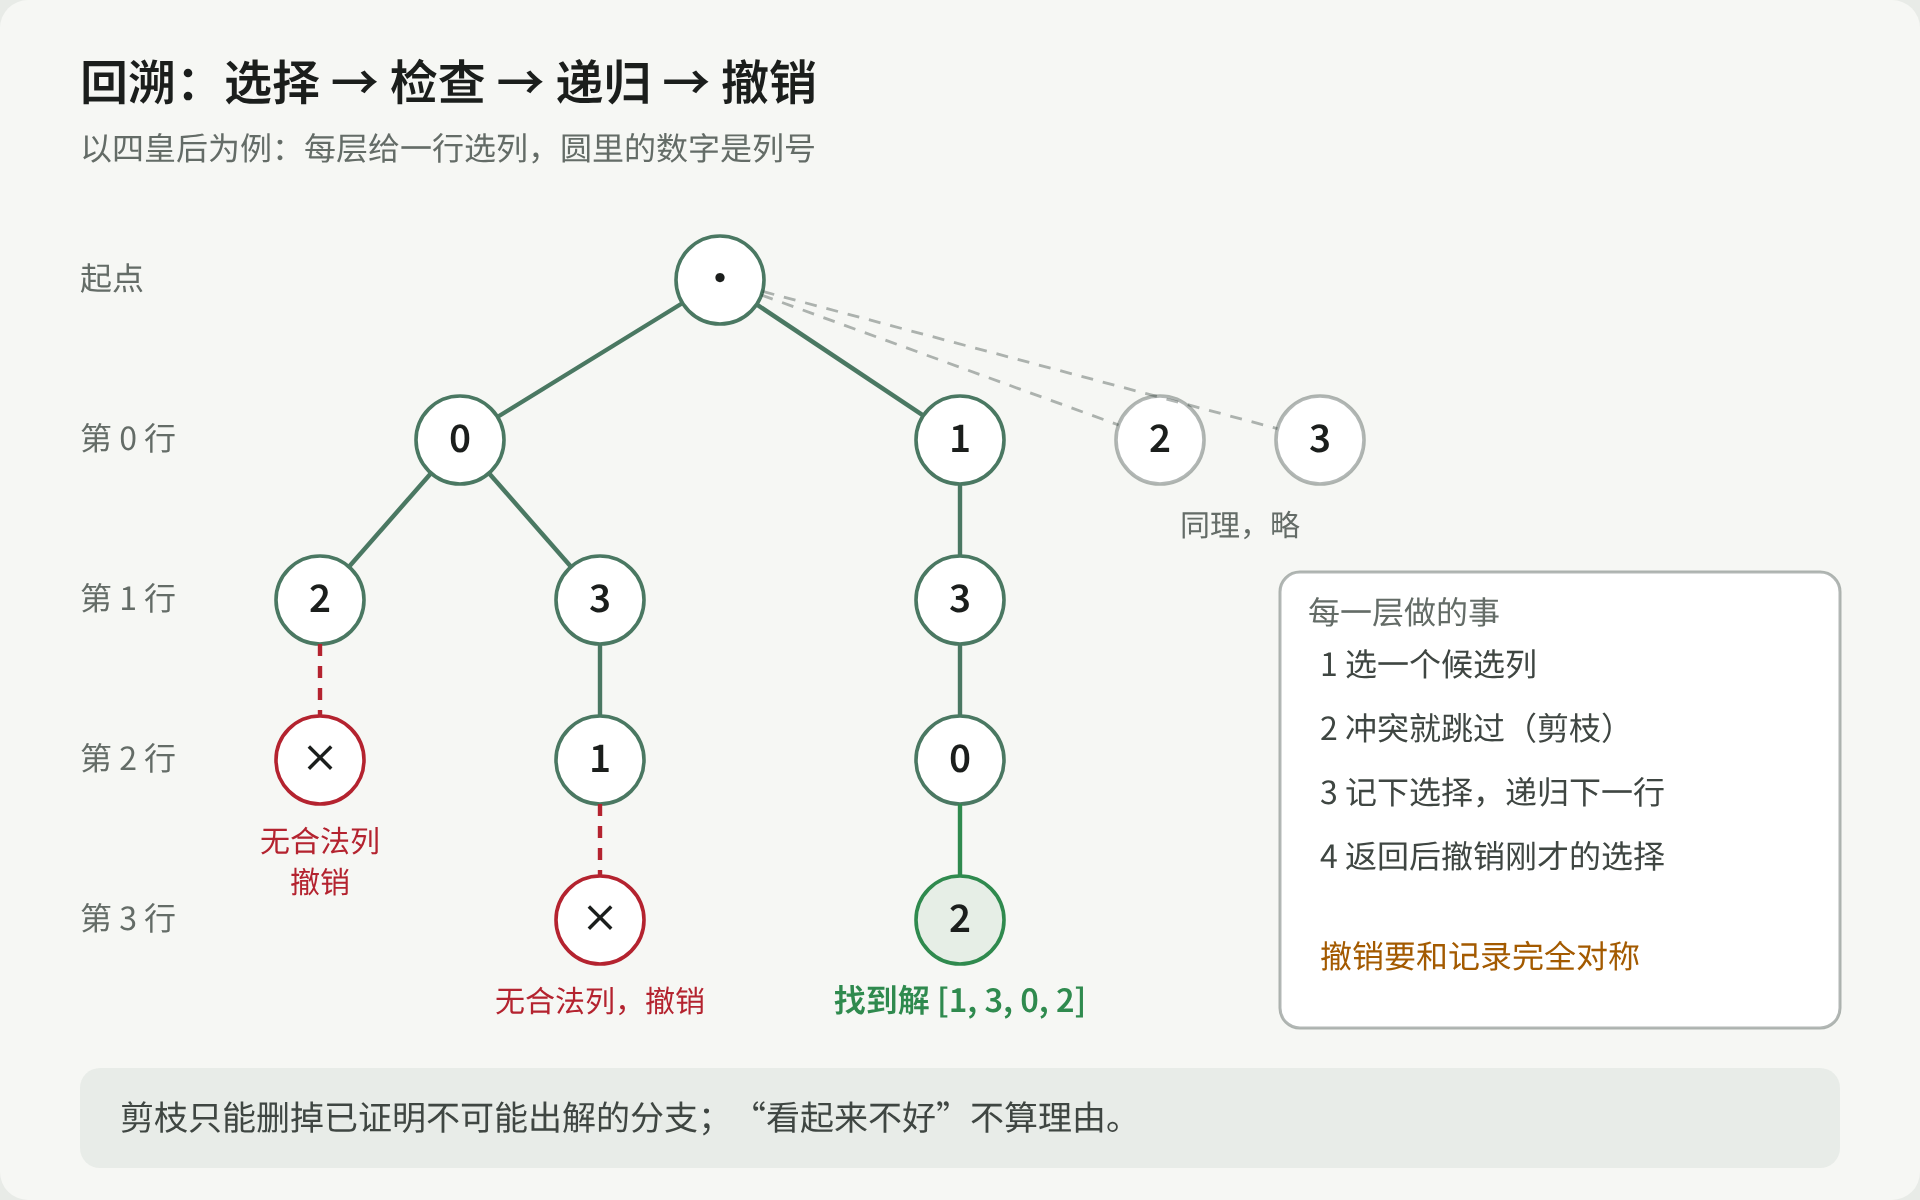 回溯：选择 → 检查 → 递归 → 撤销
以四皇后为例：每层给一行选列，圆里的数字是列号
起点
·
第 0 行
0
1
2
3
同理，略
第 1 行
2
3
3
第 2 行
×
1
0
无合法列
撤销
第 3 行
×
2
无合法列，撤销
找到解 [1, 3, 0, 2]
每一层做的事
1 选一个候选列
2 冲突就跳过（剪枝）
3 记下选择，递归下一行
4 返回后撤销刚才的选择
撤销要和记录完全对称
剪枝只能删掉已证明不可能出解的分支；“看起来不好”不算理由。